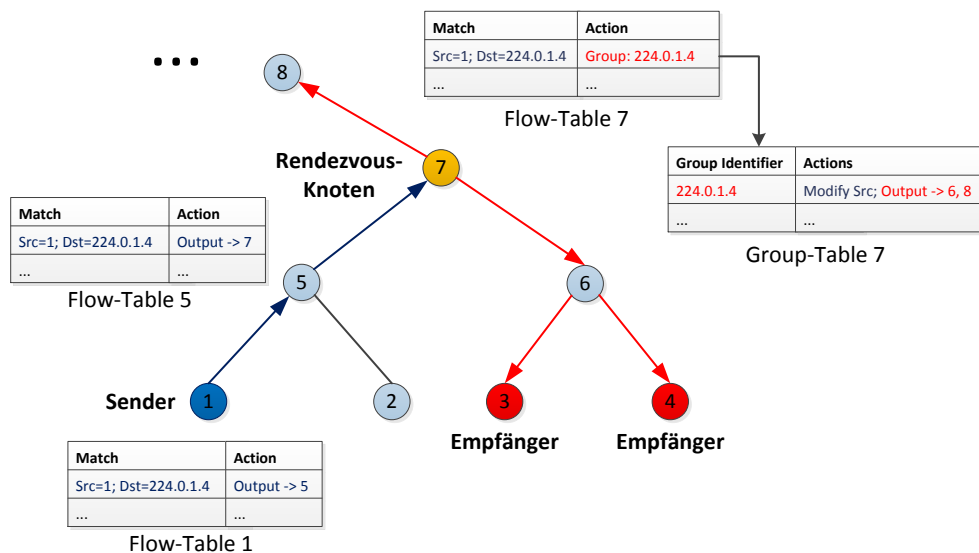 Match Action
Src=1; Dst=224.0.1.4 Group: 224.0.1.4
... ...
Flow-Table 7
...
8
Rendezvous-
Knoten
7
Group Identifier Actions
224.0.1.4 Modify Src; Output -> 6, 8
... ...
Group-Table 7
Match Action
Src=1; Dst=224.0.1.4 Output -> 7
... ...
Flow-Table 5
5
6
Sender
1
2
3
4
Empfänger
Empfänger
Match Action
Src=1; Dst=224.0.1.4 Output -> 5
... ...
Flow-Table 1